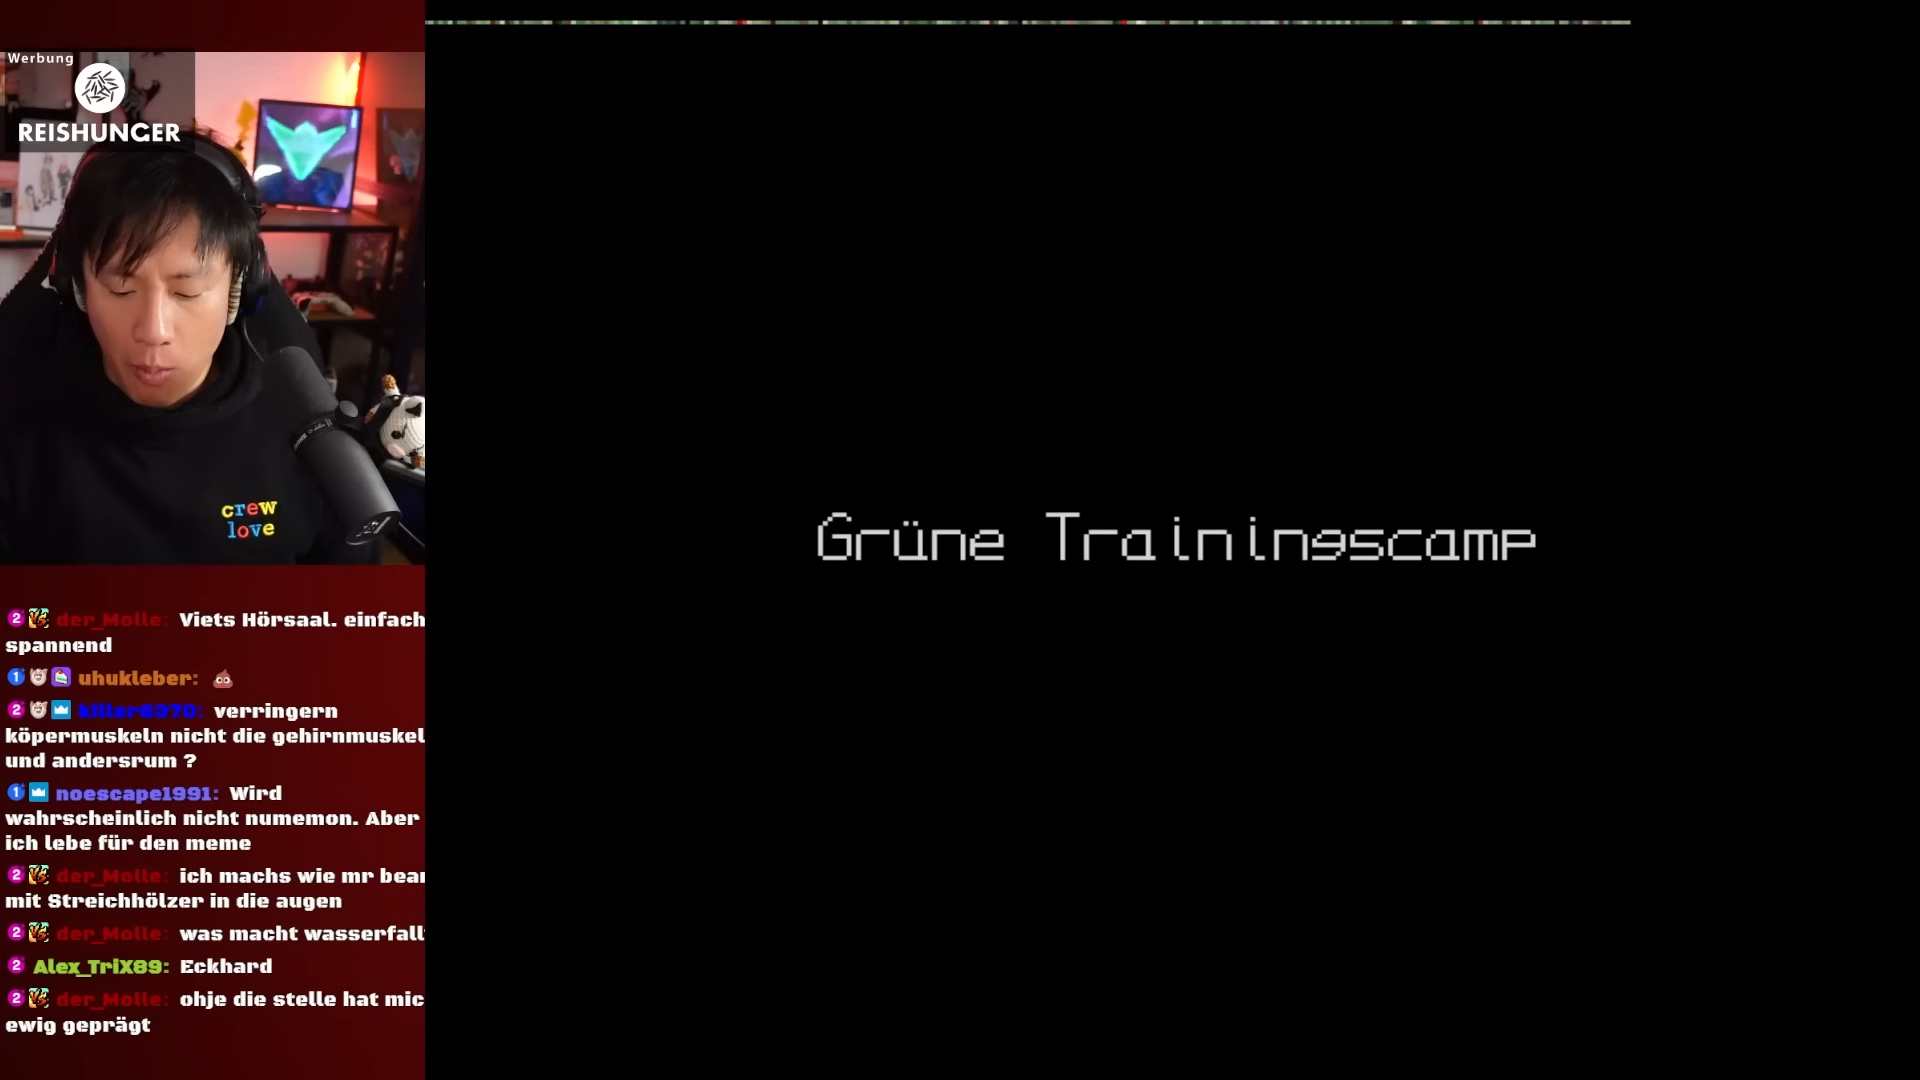 Werbung
REISHUNGER
crew
love
Grüne Trainingscamp
2 der_Molle: Viets Hörsaal. einfach
spannend
1 uhukleber: 💩
2 killer6370: verringern
köpermuskeln nicht die gehirnmuskel
und andersrum ?
1 noescape1991: Wird
wahrscheinlich nicht numemon. Aber
ich lebe für den meme
2 der_Molle: ich machs wie mr bean
mit Streichhölzer in die augen
2 der_Molle: was macht wasserfall
2 Alex_TriX89: Eckhard
2 der_Molle: ohje die stelle hat mic
ewig geprägt